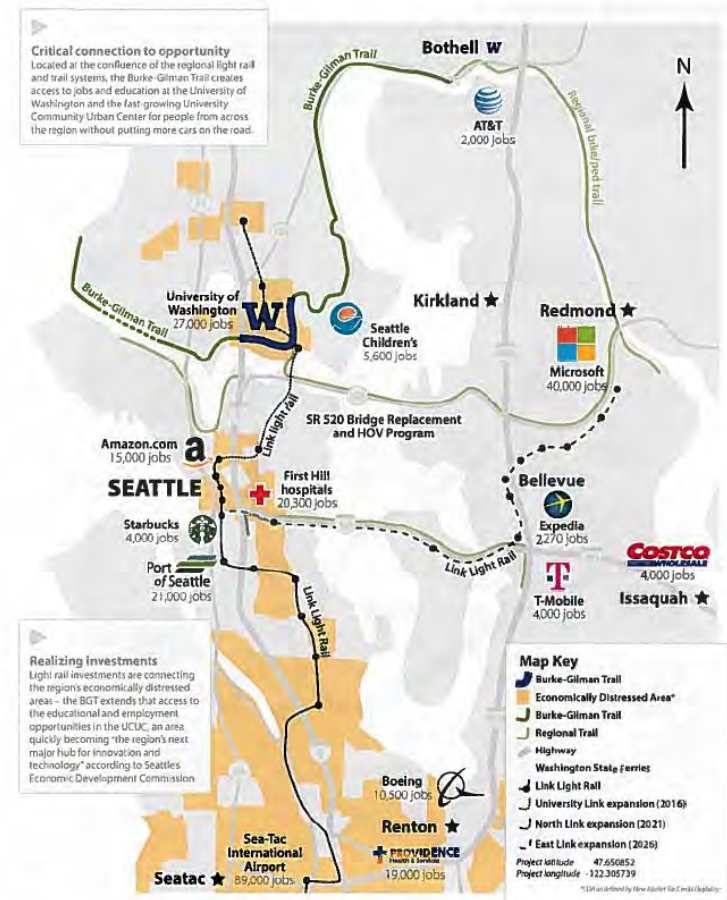 Critical connection to opportunity
Located at the confluence of the regional light rail
and trail systems, the Burke-Gilman Trail creates
access to jobs and education at the University of
Washington and the fast-growing University
Community Urban Center for people from across
the region without putting more cars on the road.
Bothell W
N
Burke-Gilman Trail
AT&T
2,000 jobs
Regional bike/ped trail
Burke-Gilman Trail
University of
Washington
27,000 jobs
W
Seattle
Children's
5,600 jobs
Kirkland
Redmond
Microsoft
40,000 jobs
Link light rail
SR 520 Bridge Replacement
and HOV Program
Amazon.com
15,000 jobs
a
SEATTLE
First Hill
hospitals
20,300 jobs
Bellevue
Expedia
2,270 jobs
Starbucks
4,000 jobs
Port
of Seattle
21,000 jobs
Link Light Rail
COSTCO
WHOLESALE
4,000 jobs
Issaquah
T
T-Mobile
4,000 jobs
Link Light Rail
Realizing investments
Light rail investments are connecting
the region's economically distressed
areas – the BGT extends that access to
the educational and employment
opportunities in the UCUC, an area
quickly becoming "the region's next
major hub for innovation and
technology" according to Seattle's
Economic Development Commission
Map Key
Burke-Gilman Trail
Economically Distressed Area*
Burke-Gilman Trail
Regional Trail
Highway
Washington State Ferries
Link Light Rail
University Link expansion (2016)
North Link expansion (2021)
East Link expansion (2026)
Project latitude 47.650852
Project longitude -122.305739
Boeing
10,500 jobs
Renton
PROVIDENCE
Health & Services
19,000 jobs
Sea-Tac
International
Airport
89,000 jobs
Seatac